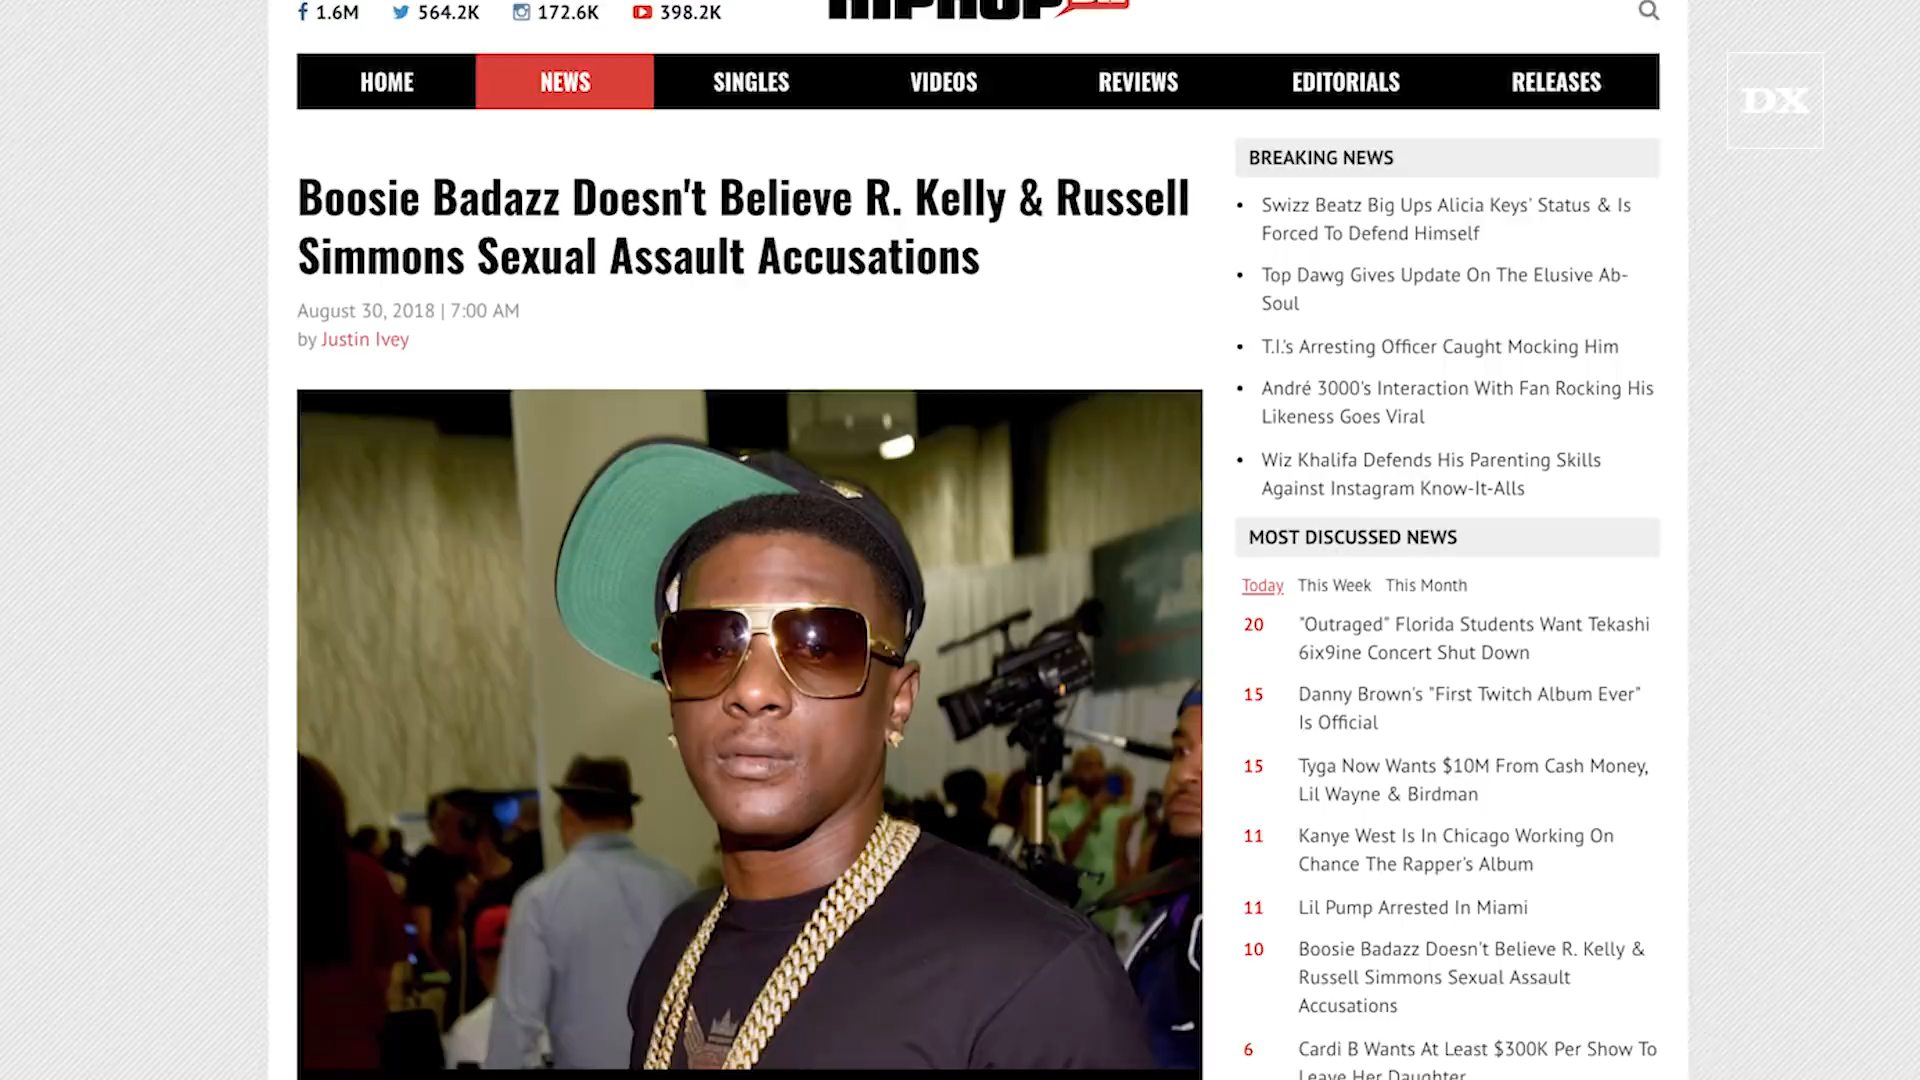 1.6M 564.2K 172.6K 398.2K
HIPHOP
HOME NEWS SINGLES VIDEOS REVIEWS EDITORIALS RELEASES
DX
Boosie Badazz Doesn't Believe R. Kelly & Russell
Simmons Sexual Assault Accusations
August 30, 2018 | 7:00 AM
by Justin Ivey
BREAKING NEWS
• Swizz Beatz Big Ups Alicia Keys' Status & Is
Forced To Defend Himself
• Top Dawg Gives Update On The Elusive Ab-
Soul
• T.I.'s Arresting Officer Caught Mocking Him
• André 3000's Interaction With Fan Rocking His
Likeness Goes Viral
• Wiz Khalifa Defends His Parenting Skills
Against Instagram Know-It-Alls
MOST DISCUSSED NEWS
Today This Week This Month
20 "Outraged" Florida Students Want Tekashi
6ix9ine Concert Shut Down
15 Danny Brown's "First Twitch Album Ever"
Is Official
15 Tyga Now Wants $10M From Cash Money,
Lil Wayne & Birdman
11 Kanye West Is In Chicago Working On
Chance The Rapper's Album
11 Lil Pump Arrested In Miami
10 Boosie Badazz Doesn't Believe R. Kelly &
Russell Simmons Sexual Assault
Accusations
6 Cardi B Wants At Least $300K Per Show To
Leave Her Daughter